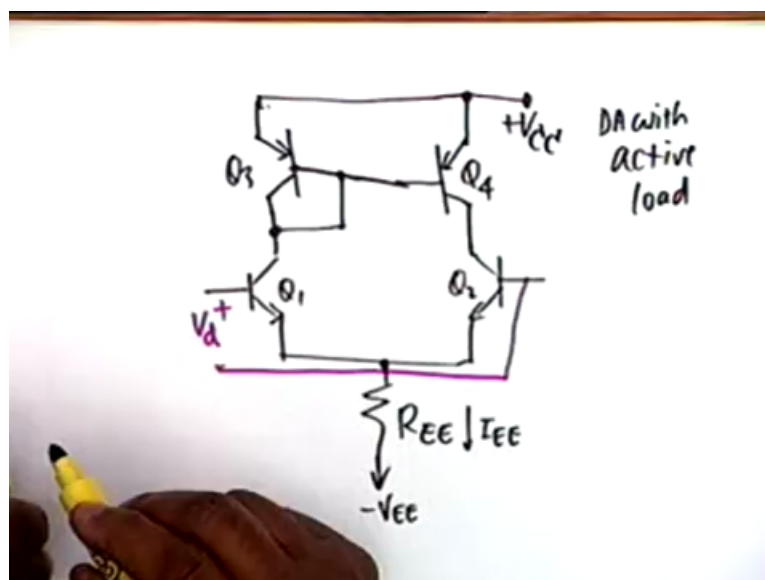 +VCC
DA with
active
load
Q3
Q4
Q1
Q2
Vd +
REE ↓ IEE
-VEE